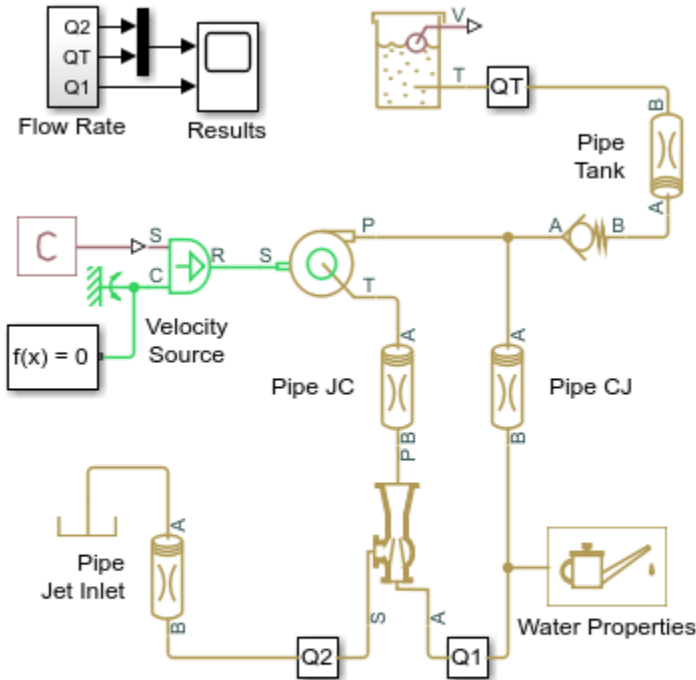 Q2
QT
Q1
Flow Rate
Results
V
T
QT
B
Pipe
Tank
A
C
S
C
R
S
P
T
A
B
f(x) = 0
Velocity
Source
A
Pipe JC
B
P
A
Pipe CJ
B
A
Pipe
Jet Inlet
B
Q2
S
A
Q1
Water Properties